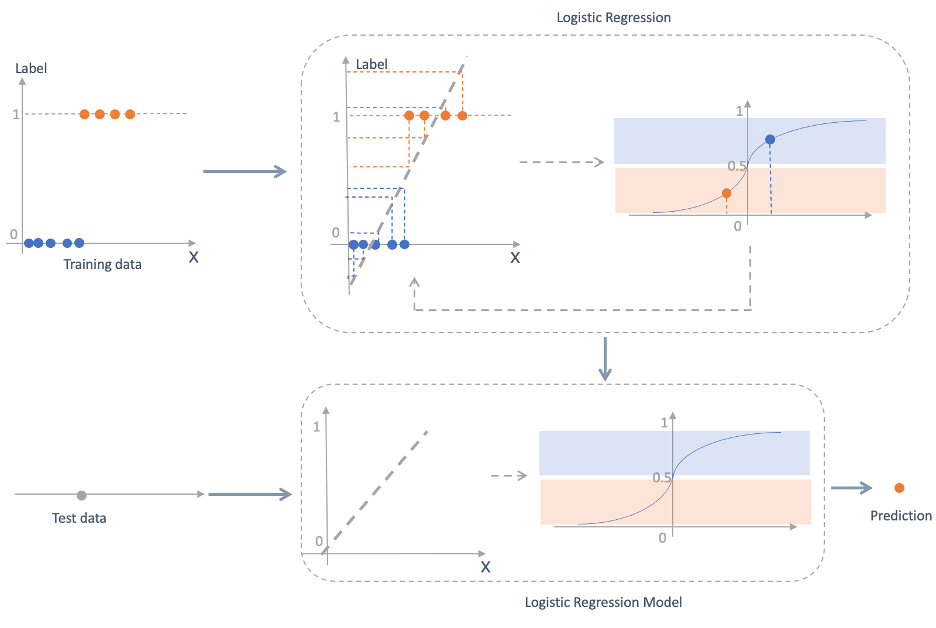 Logistic Regression
Label
1
0
X
Training data
Label
1
0
X
1
0.5
0
Test data
1
0
X
1
0.5
0
Prediction
Logistic Regression Model